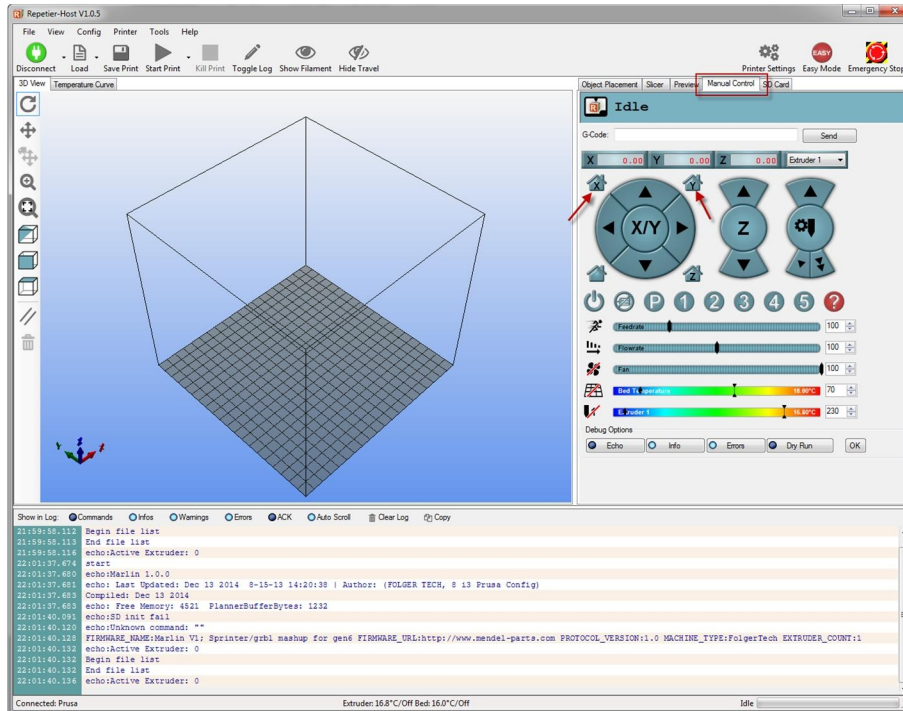 Repetier-Host V1.0.5
File View Config Printer Tools Help
Disconnect Load Save Print Start Print Kill Print Toggle Log Show Filament Hide Travel Printer Settings Easy Mode Emergency Stop
EASY
3D View Temperature Curve
Object Placement Slicer Preview Manual Control SD Card
Idle
G-Code: Send
X 0.00 Y 0.00 Z 0.00 Extruder 1
X Y
X/Y Z
Z
P 1 2 3 4 5 ?
Feedrate 100
Flowrate 100
Fan 100
Bed Temperature 16.00°C 70
Extruder 1 16.80°C 230
Debug Options
Echo Info Errors Dry Run OK
Show in Log: Commands Infos Warnings Errors ACK Auto Scroll Clear Log Copy
21:59:58.112 Begin file list
21:59:58.113 End file list
21:59:58.116 echo:Active Extruder: 0
22:01:37.674 start
22:01:37.680 echo:Marlin 1.0.0
22:01:37.681 echo: Last Updated: Dec 13 2014 8-15-13 14:20:38 | Author: (FOLGER TECH, 8 i3 Prusa Config)
22:01:37.683 Compiled: Dec 13 2014
22:01:37.683 echo: Free Memory: 4521 PlannerBufferBytes: 1232
22:01:40.091 echo:SD init fail
22:01:40.120 echo:Unknown command: ""
22:01:40.128 FIRMWARE_NAME:Marlin V1; Sprinter/grbl mashup for gen6 FIRMWARE_URL:http://www.mendel-parts.com PROTOCOL_VERSION:1.0 MACHINE_TYPE:FolgerTech EXTRUDER_COUNT:1
22:01:40.132 echo:Active Extruder: 0
22:01:40.132 Begin file list
22:01:40.132 End file list
22:01:40.136 echo:Active Extruder: 0
Connected: Prusa Extruder: 16.8°C/Off Bed: 16.0°C/Off Idle